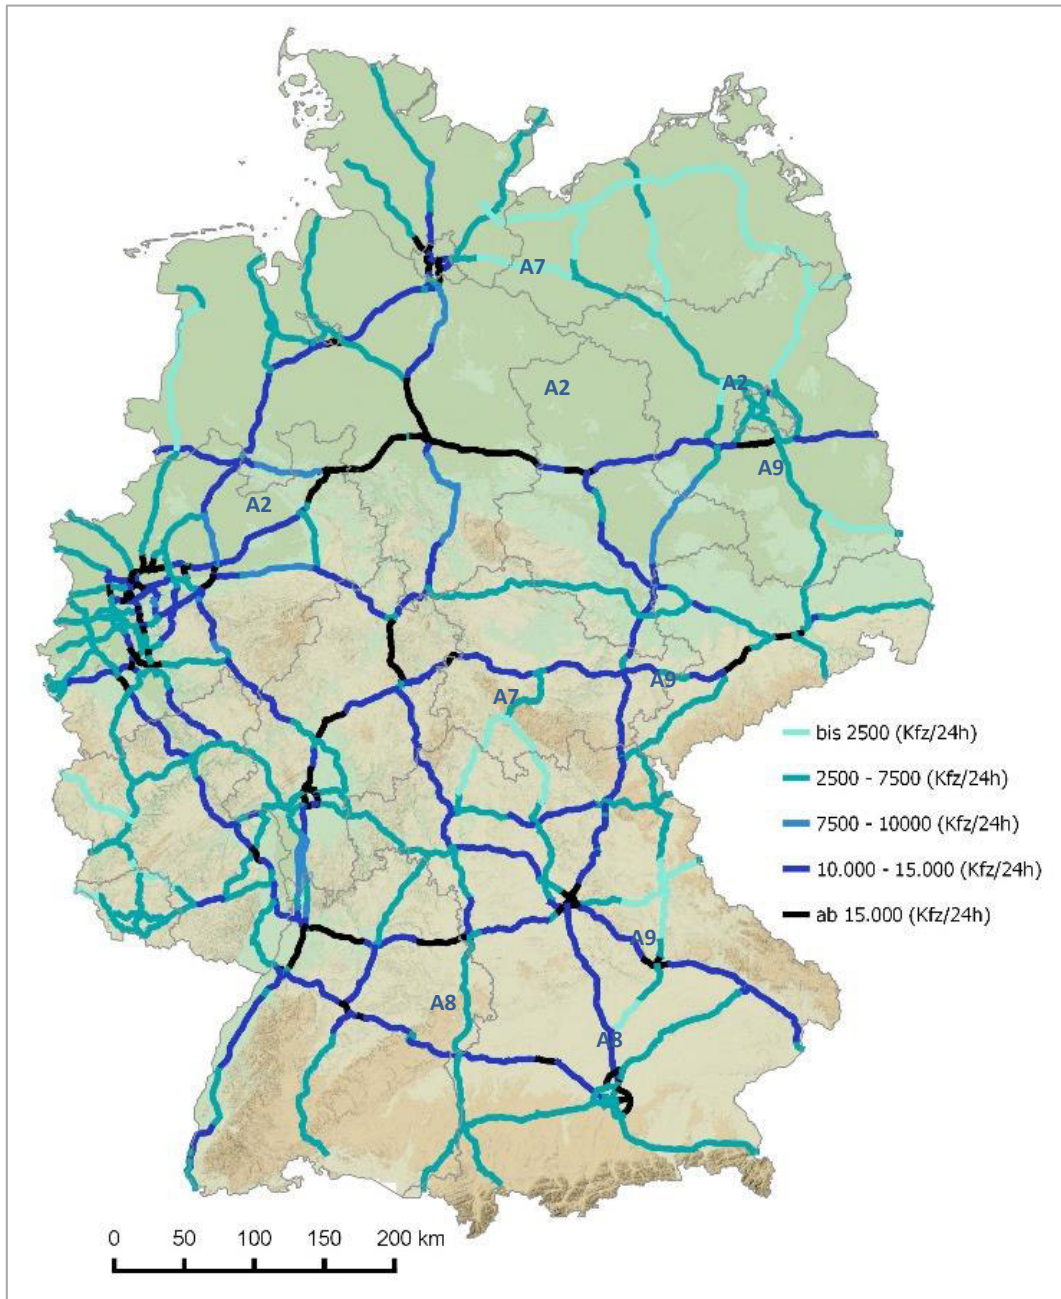 A7
A2
A2
A9
A2
A9
A7
bis 2500 (Kfz/24h)
2500 - 7500 (Kfz/24h)
7500 - 10000 (Kfz/24h)
10.000 - 15.000 (Kfz/24h)
ab 15.000 (Kfz/24h)
A9
A8
A8
0 50 100 150 200 km